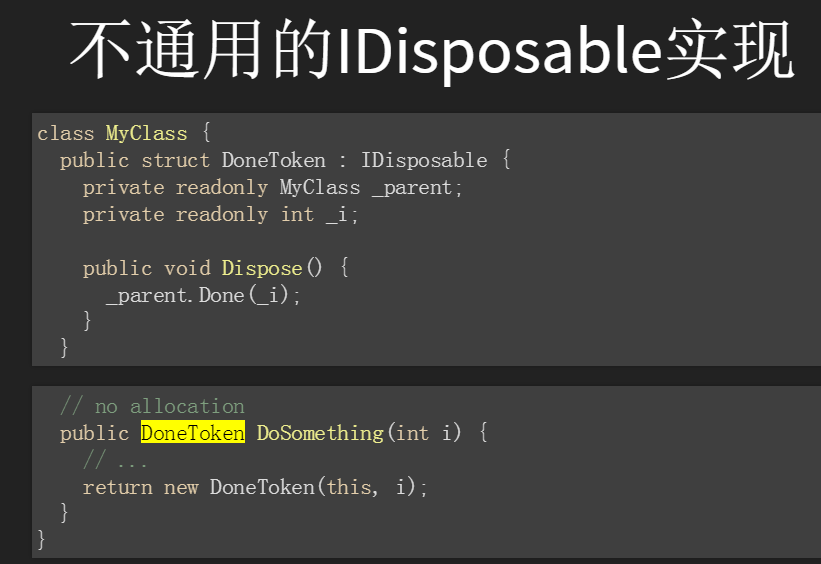 不通用的IDisposable实现
class MyClass {
  public struct DoneToken : IDisposable {
    private readonly MyClass _parent;
    private readonly int _i;
    public void Dispose() {
      _parent.Done(_i);
    }
  }
  // no allocation
  public DoneToken DoSomething(int i) {
    // ...
    return new DoneToken(this, i);
  }
}